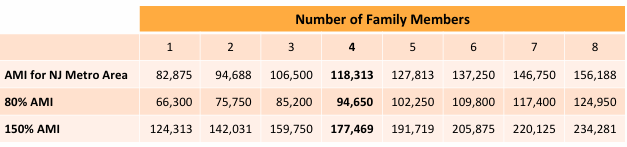 Number of Family Members
1 2 3 4 5 6 7 8
AMI for NJ Metro Area 82,875 94,688 106,500 118,313 127,813 137,250 146,750 156,188
80% AMI 66,300 75,750 85,200 94,650 102,250 109,800 117,400 124,950
150% AMI 124,313 142,031 159,750 177,469 191,719 205,875 220,125 234,281